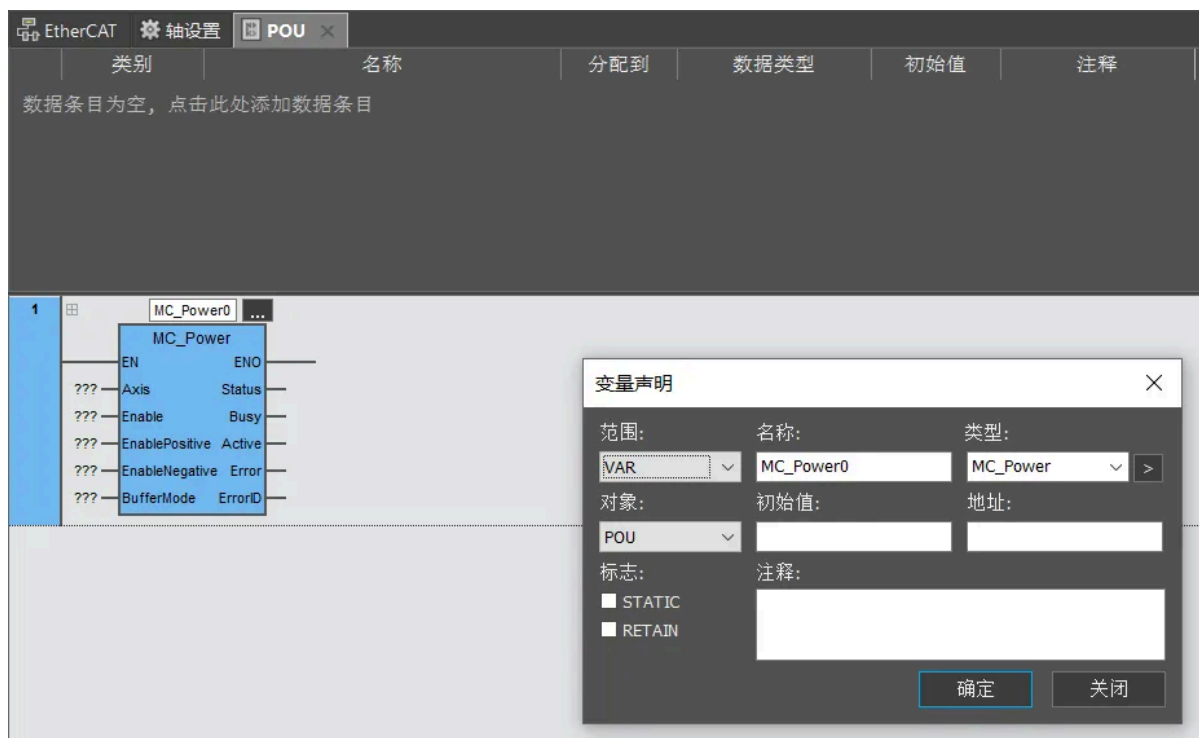 EtherCAT 轴设置 POU
类别 名称 分配到 数据类型 初始值 注释
数据条目为空, 点击此处添加数据条目
1 MC_Power0 ...
MC_Power
EN ENO
??? Axis Status
??? Enable Busy
??? EnablePositive Active
??? EnableNegative Error
??? BufferMode ErrorID
变量声明
范围: 名称: 类型:
VAR MC_Power0 MC_Power >
对象: 初始值: 地址:
POU
标志: 注释:
STATIC
RETAIN
确定 关闭